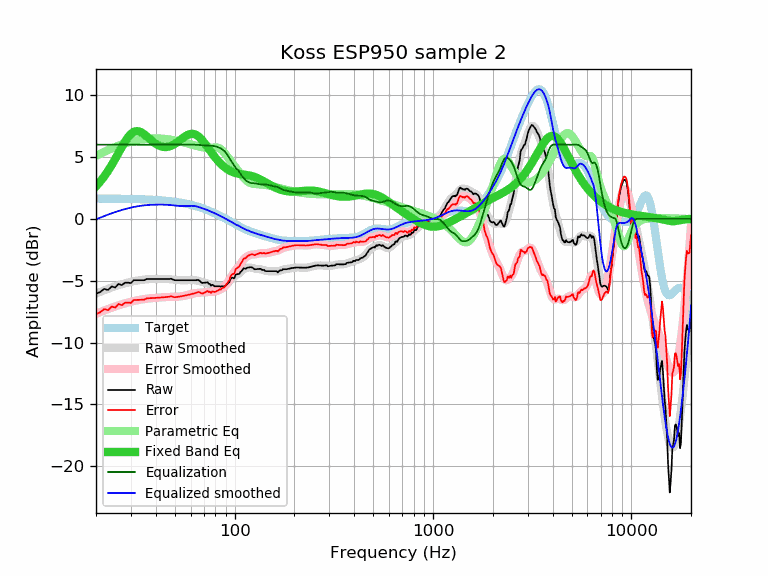 Koss ESP950 sample 2
Amplitude (dBr)
10
5
0
−5
−10
−15
−20
Target
Raw Smoothed
Error Smoothed
Raw
Error
Parametric Eq
Fixed Band Eq
Equalization
Equalized smoothed
100
1000
10000
Frequency (Hz)